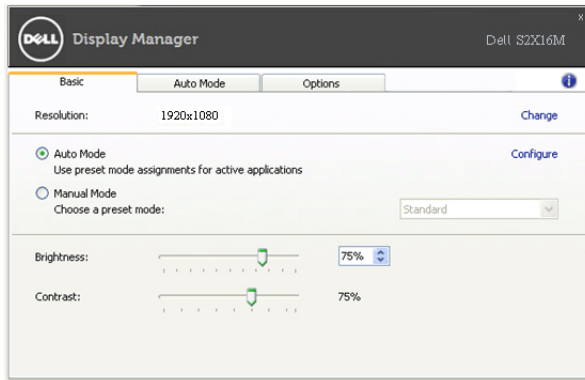 DELL Display Manager
Dell S2X16M
x
Basic
Auto Mode
Options
i
Resolution:
1920x1080
Change
Auto Mode
Configure
Use preset mode assignments for active applications
Manual Mode
Choose a preset mode:
Standard
Brightness:
75%
Contrast:
75%